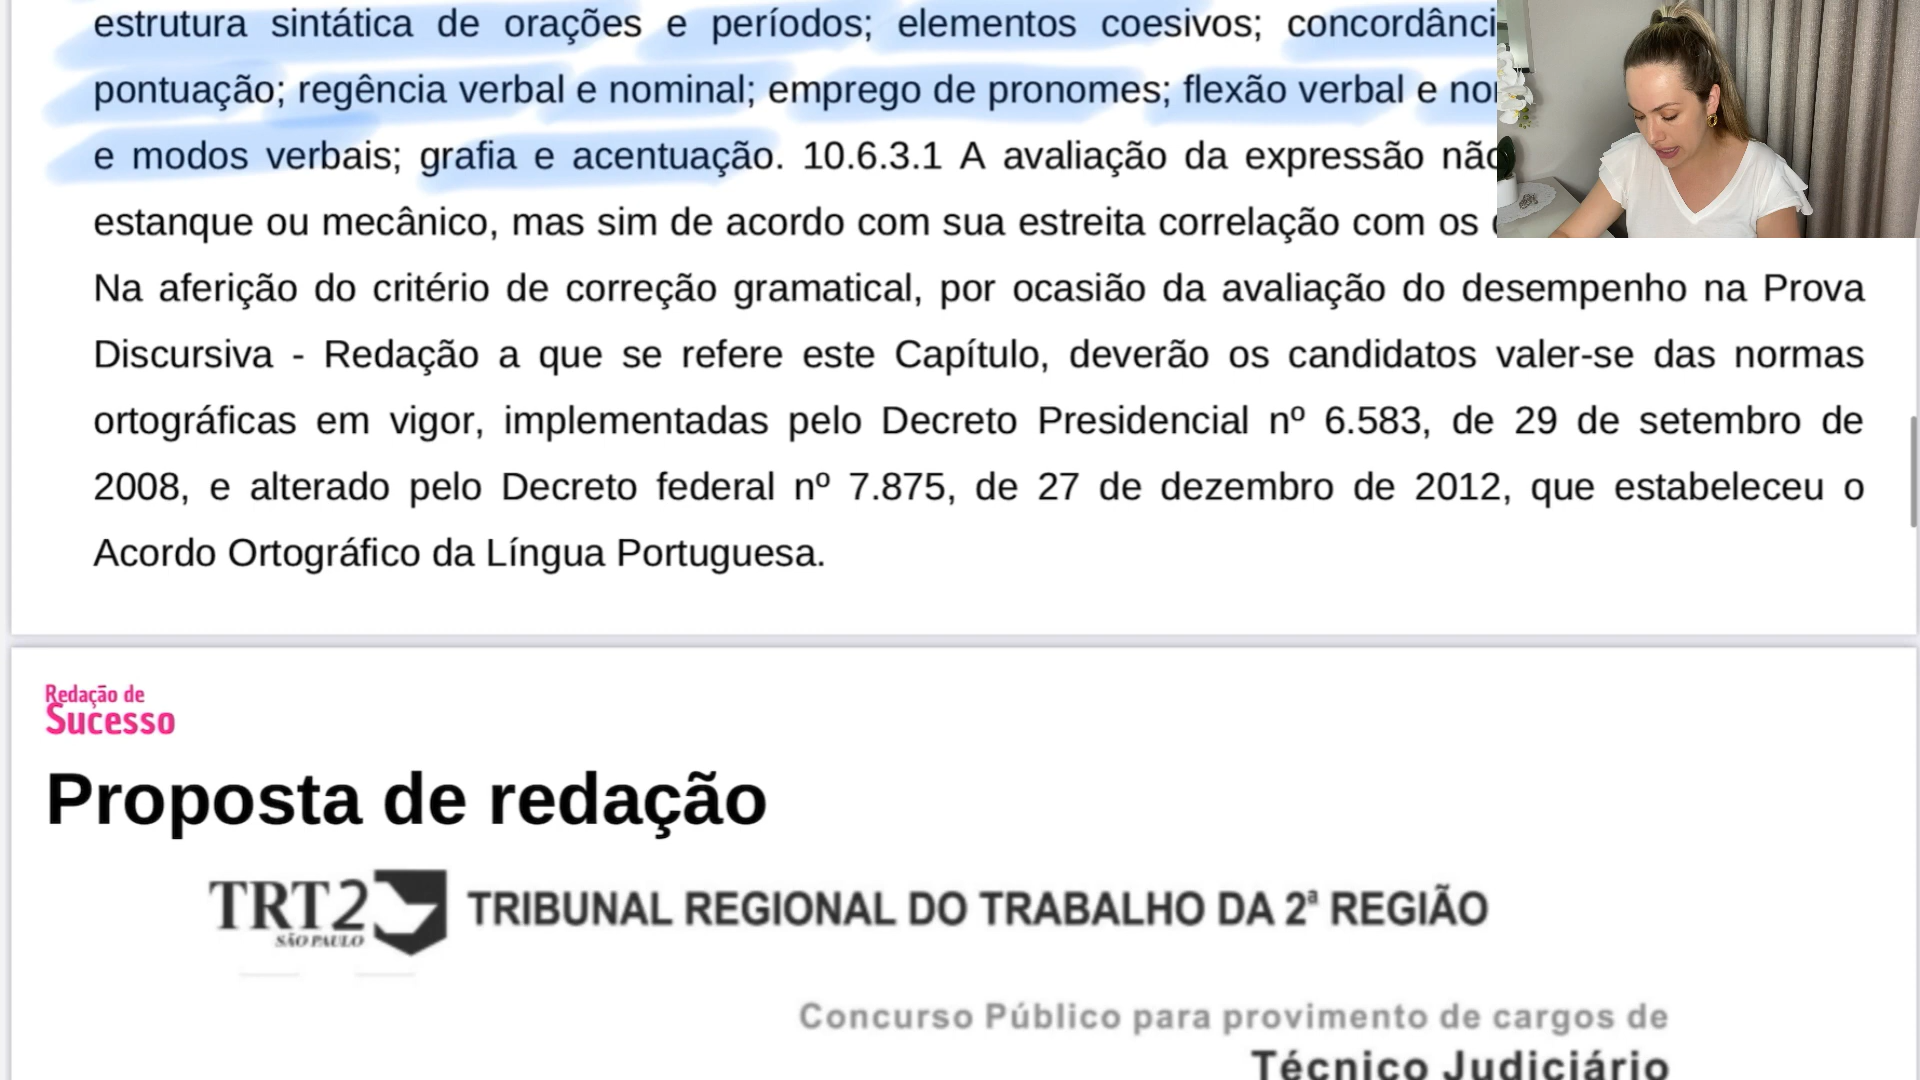 estrutura sintática de orações e períodos; elementos coesivos; concordânci
pontuação; regência verbal e nominal; emprego de pronomes; flexão verbal e no
e modos verbais; grafia e acentuação. 10.6.3.1 A avaliação da expressão não
estanque ou mecânico, mas sim de acordo com sua estreita correlação com os
Na aferição do critério de correção gramatical, por ocasião da avaliação do desempenho na Prova
Discursiva - Redação a que se refere este Capítulo, deverão os candidatos valer-se das normas
ortográficas em vigor, implementadas pelo Decreto Presidencial nº 6.583, de 29 de setembro de
2008, e alterado pelo Decreto federal nº 7.875, de 27 de dezembro de 2012, que estabeleceu o
Acordo Ortográfico da Língua Portuguesa.
Redação de
Sucesso
Proposta de redação
TRT2
SÃO PAULO
TRIBUNAL REGIONAL DO TRABALHO DA 2ª REGIÃO
Concurso Público para provimento de cargos de
Técnico Judiciário